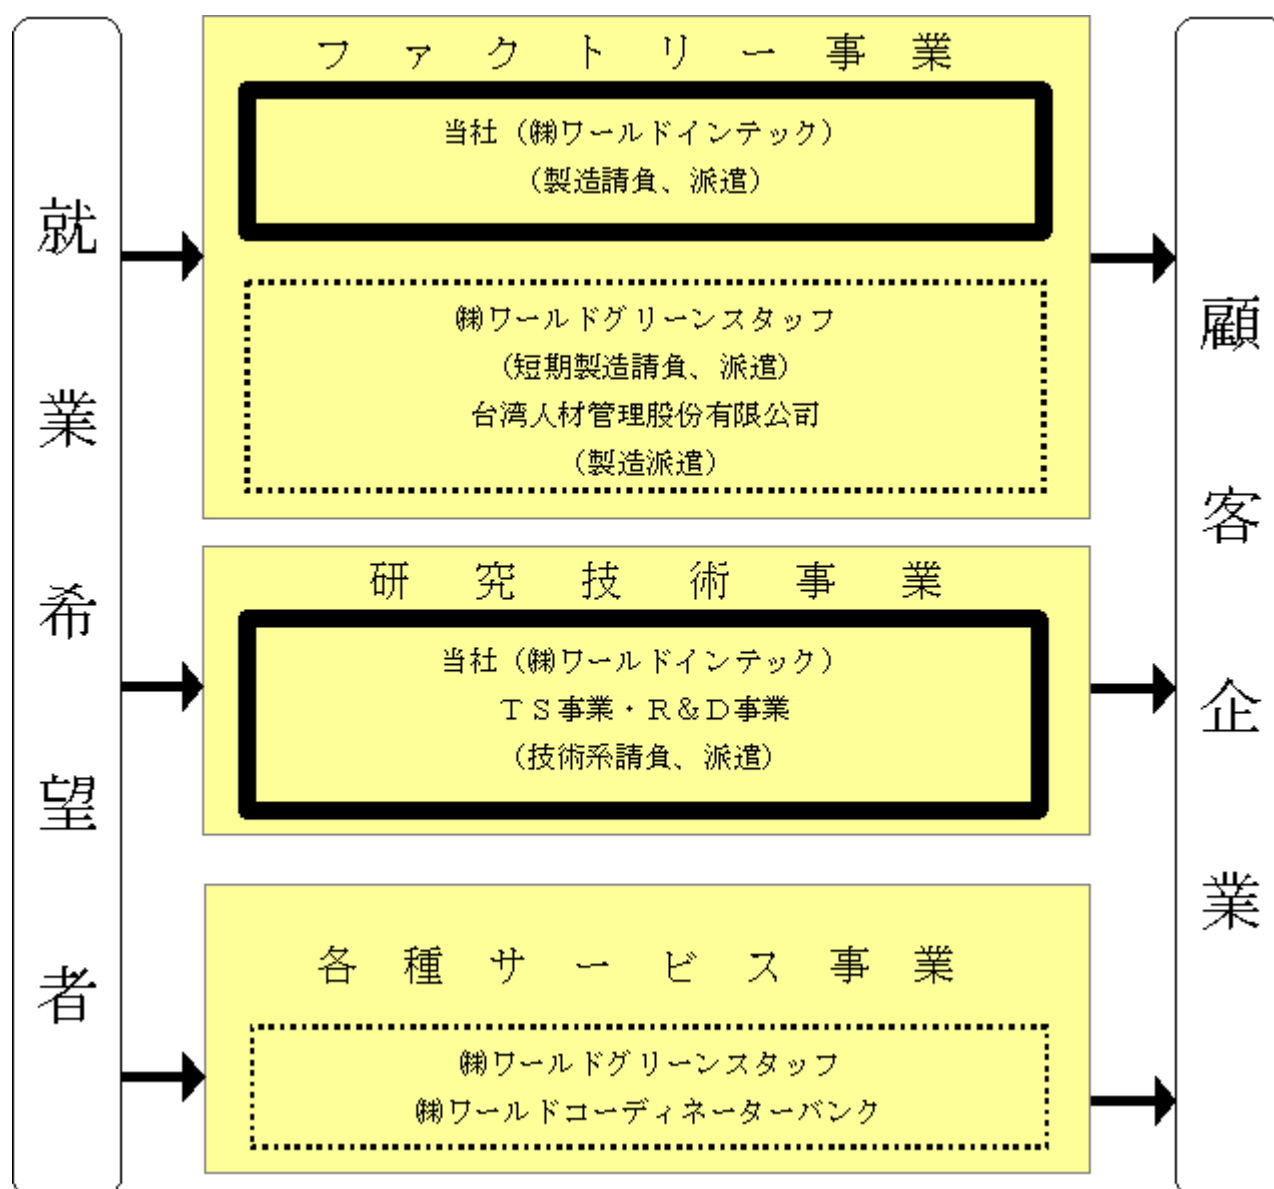 就業希望者
ファクトリー事業
当社（㈱ワールドインテック）
（製造請負、派遣）
㈱ワールドグリーンスタッフ
（短期製造請負、派遣）
台湾人材管理股份有限公司
（製造派遣）
研究技術事業
当社（㈱ワールドインテック）
ＴＳ事業・Ｒ＆Ｄ事業
（技術系請負、派遣）
各種サービス事業
㈱ワールドグリーンスタッフ
㈱ワールドコーディネーターバンク
顧客企業